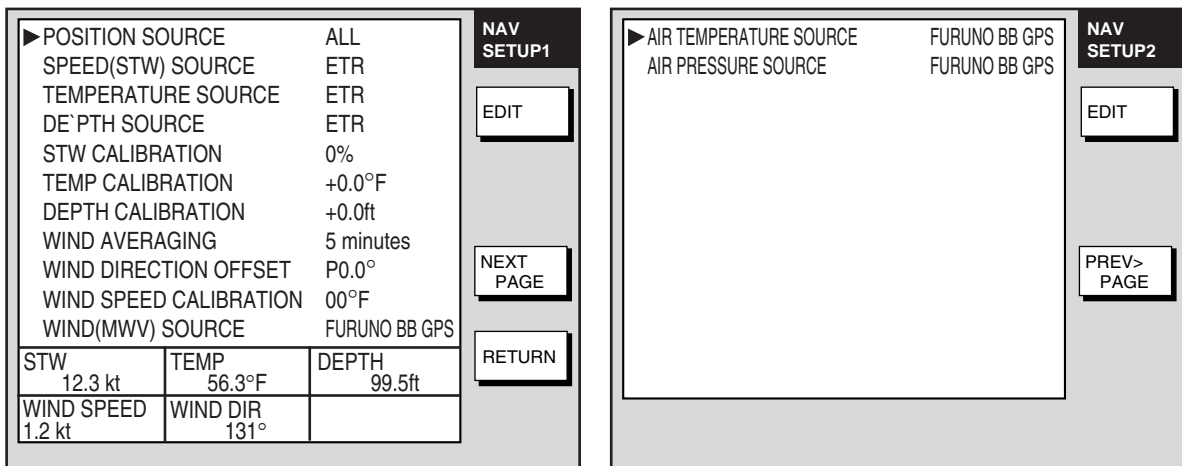 ▶POSITION SOURCE ALL
SPEED(STW) SOURCE ETR
TEMPERATURE SOURCE ETR
DE`PTH SOURCE ETR
STW CALIBRATION 0%
TEMP CALIBRATION +0.0°F
DEPTH CALIBRATION +0.0ft
WIND AVERAGING 5 minutes
WIND DIRECTION OFFSET P0.0°
WIND SPEED CALIBRATION 00°F
WIND(MWV) SOURCE FURUNO BB GPS
STW TEMP DEPTH
12.3 kt 56.3°F 99.5ft
WIND SPEED WIND DIR
1.2 kt 131°
NAV
SETUP1
EDIT
NEXT
PAGE
RETURN
▶AIR TEMPERATURE SOURCE FURUNO BB GPS
AIR PRESSURE SOURCE FURUNO BB GPS
NAV
SETUP2
EDIT
PREV>
PAGE